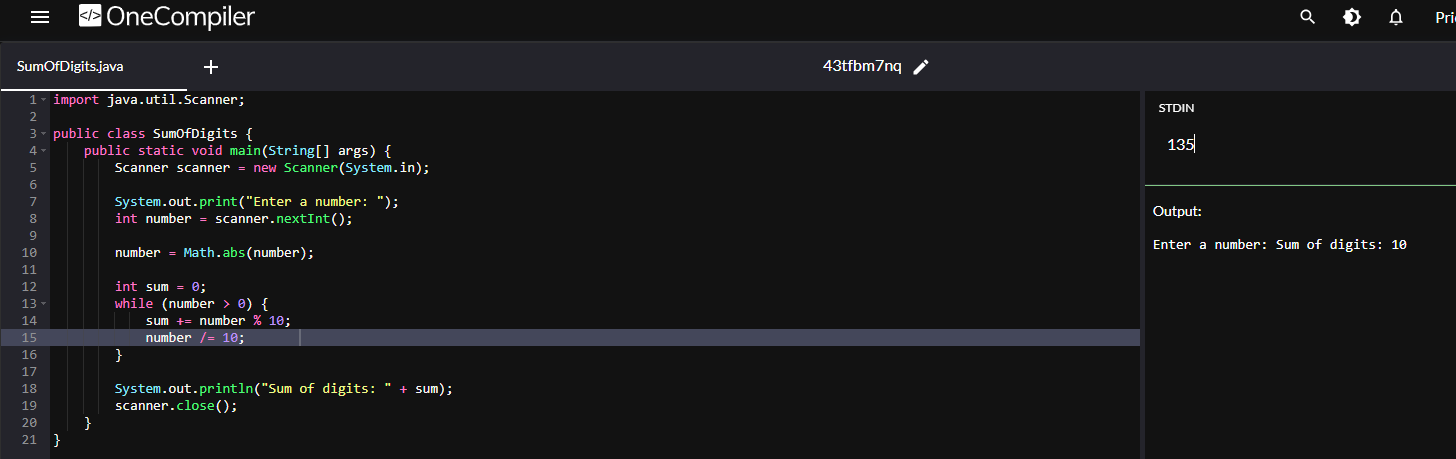 </> OneCompiler
Pri
SumOfDigits.java
+
43tfbm7nq
1 import java.util.Scanner;
2
3 public class SumOfDigits {
4     public static void main(String[] args) {
5         Scanner scanner = new Scanner(System.in);
6
7         System.out.print("Enter a number: ");
8         int number = scanner.nextInt();
9
10         number = Math.abs(number);
11
12         int sum = 0;
13         while (number > 0) {
14             sum += number % 10;
15             number /= 10;
16         }
17
18         System.out.println("Sum of digits: " + sum);
19         scanner.close();
20     }
21 }
STDIN
135
Output:
Enter a number: Sum of digits: 10